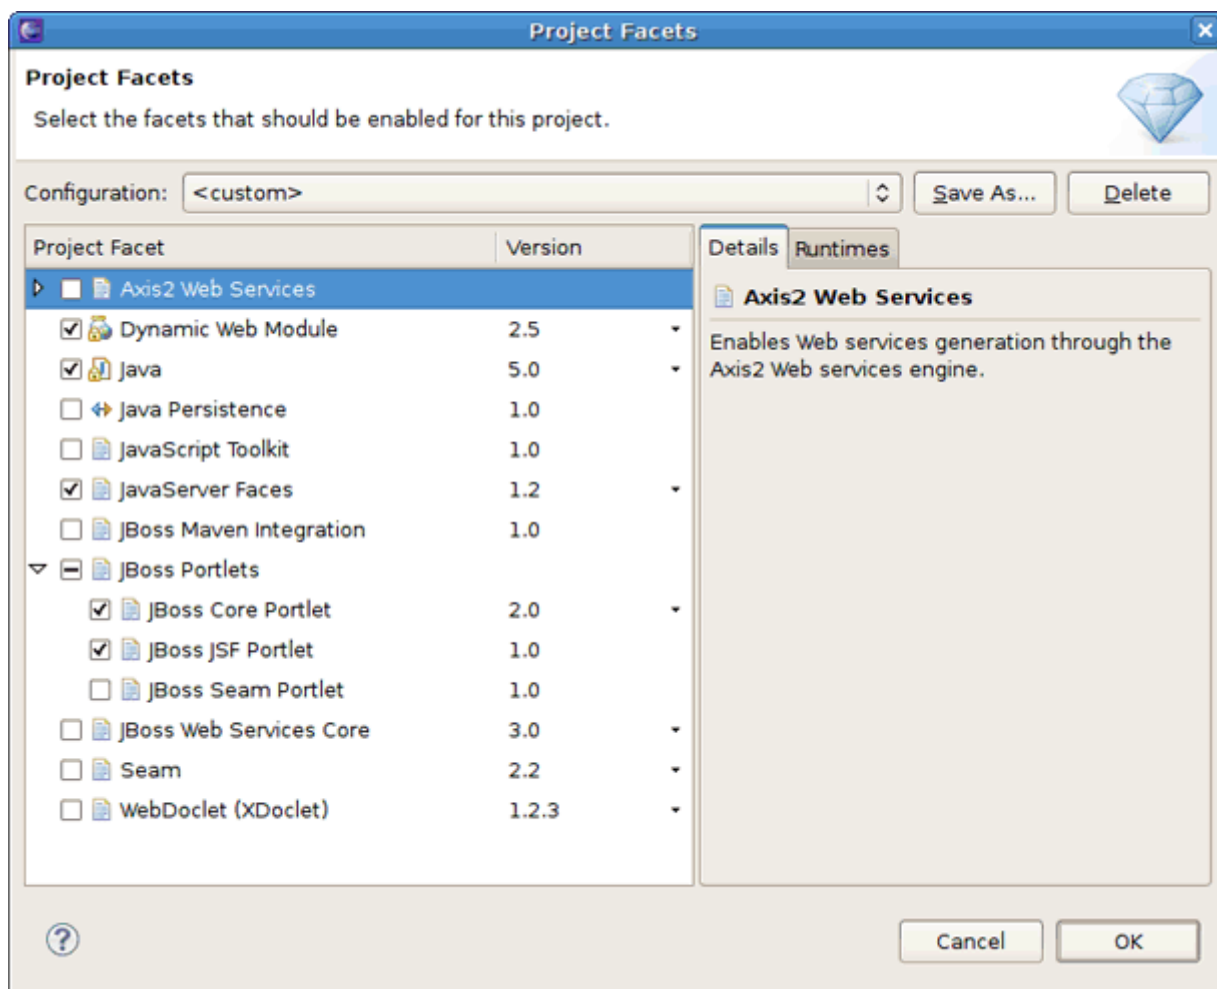 Project Facets
Project Facets
Select the facets that should be enabled for this project.
Configuration: <custom> Save As... Delete
Project Facet Version
Axis2 Web Services
Dynamic Web Module 2.5
Java 5.0
Java Persistence 1.0
JavaScript Toolkit 1.0
JavaServer Faces 1.2
JBoss Maven Integration 1.0
JBoss Portlets
JBoss Core Portlet 2.0
JBoss JSF Portlet 1.0
JBoss Seam Portlet 1.0
JBoss Web Services Core 3.0
Seam 2.2
WebDoclet (XDoclet) 1.2.3
Details Runtimes
Axis2 Web Services
Enables Web services generation through the
Axis2 Web services engine.
?
Cancel OK